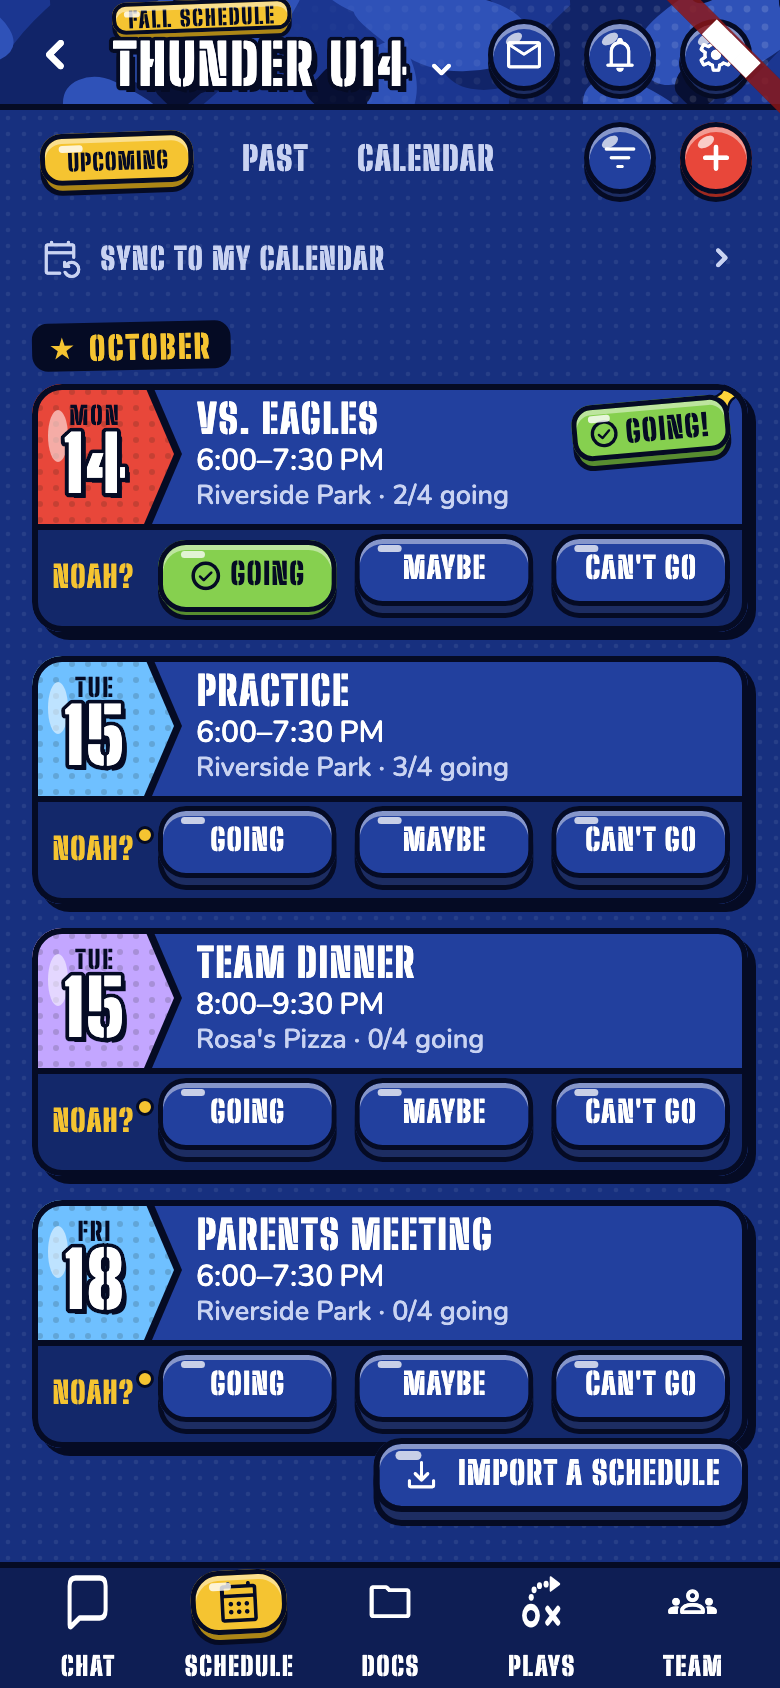 FALL SCHEDULE
THUNDER U14
UPCOMING
PAST
CALENDAR
SYNC TO MY CALENDAR
OCTOBER
MON
14
VS. EAGLES
6:00–7:30 PM
Riverside Park · 2/4 going
GOING!
NOAH?
GOING
MAYBE
CAN'T GO
TUE
15
PRACTICE
6:00–7:30 PM
Riverside Park · 3/4 going
NOAH?
GOING
MAYBE
CAN'T GO
TUE
15
TEAM DINNER
8:00–9:30 PM
Rosa's Pizza · 0/4 going
NOAH?
GOING
MAYBE
CAN'T GO
FRI
18
PARENTS MEETING
6:00–7:30 PM
Riverside Park · 0/4 going
NOAH?
GOING
MAYBE
CAN'T GO
IMPORT A SCHEDULE
CHAT
SCHEDULE
DOCS
PLAYS
TEAM